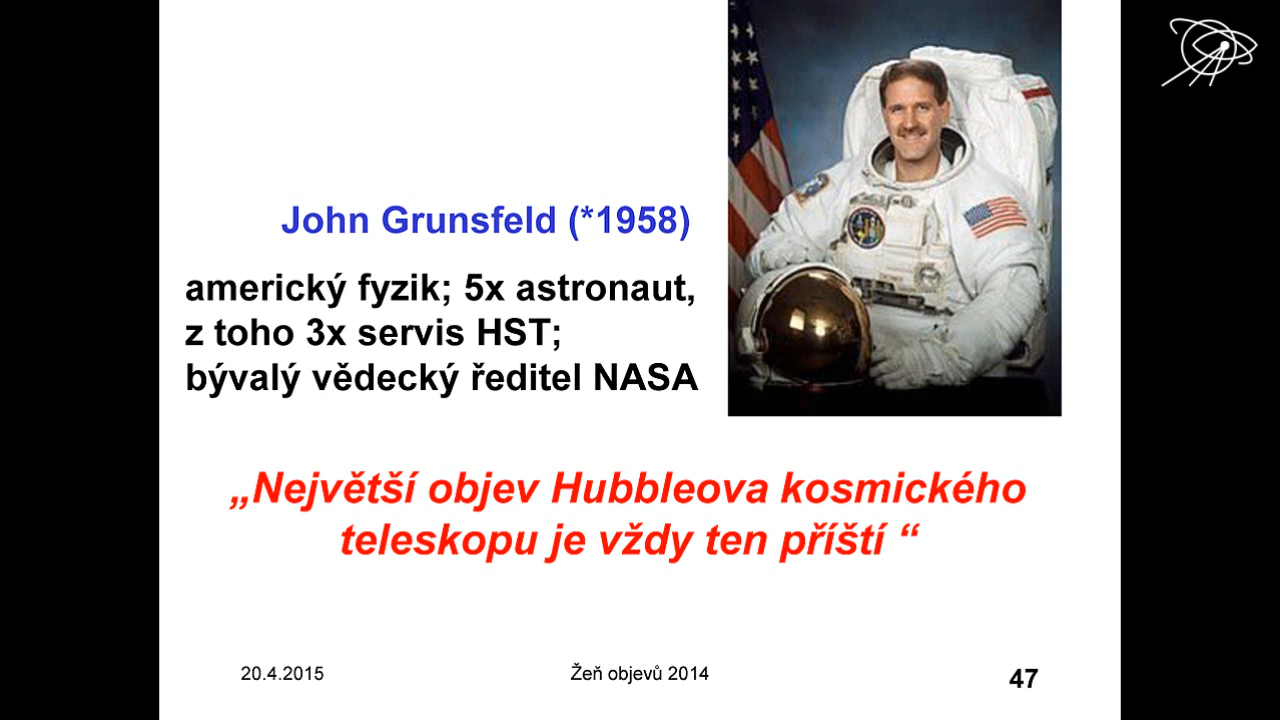 John Grunsfeld (*1958)
americký fyzik; 5x astronaut,
z toho 3x servis HST;
bývalý vědecký ředitel NASA
„Největší objev Hubbleova kosmického
teleskopu je vždy ten příští “
20.4.2015
Žeň objevů 2014
47